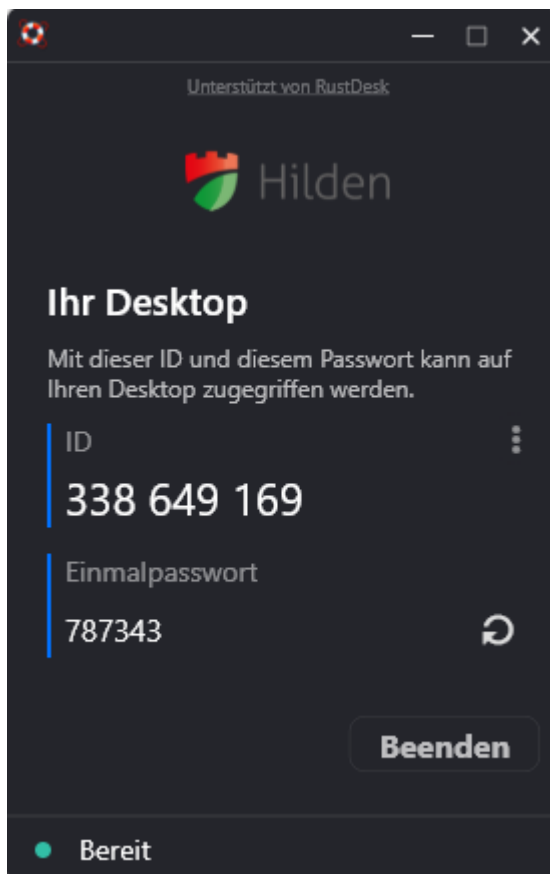 Unterstützt von RustDesk
Hilden
Ihr Desktop
Mit dieser ID und diesem Passwort kann auf
Ihren Desktop zugegriffen werden.
ID
338 649 169
Einmalpasswort
787343
Beenden
Bereit